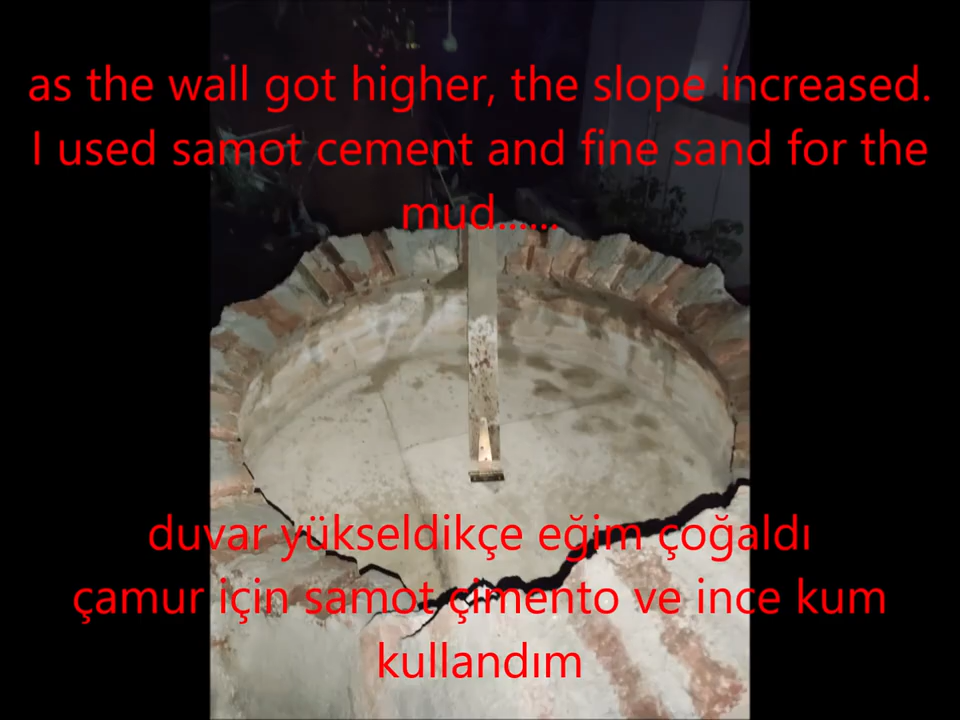 as the wall got higher, the slope increased.
I used samot cement and fine sand for the
mud......
duvar yükseldikçe eğim çoğaldı
çamur için samot çimento ve ince kum
kullandım